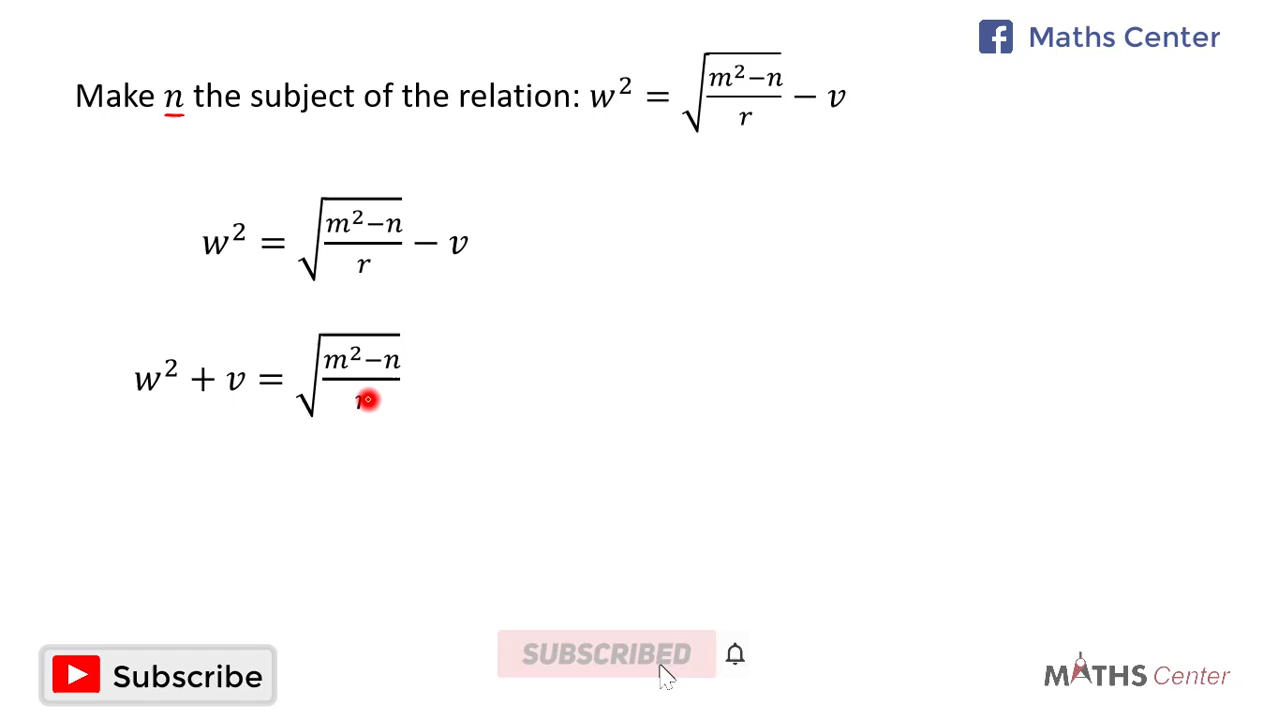 Maths Center
Make n the subject of the relation: w² = √((m²−n)/r) − v
w² = √((m²−n)/r) − v
w² + v = √((m²−n)/r)
SUBSCRIBED
Subscribe
MATHS Center